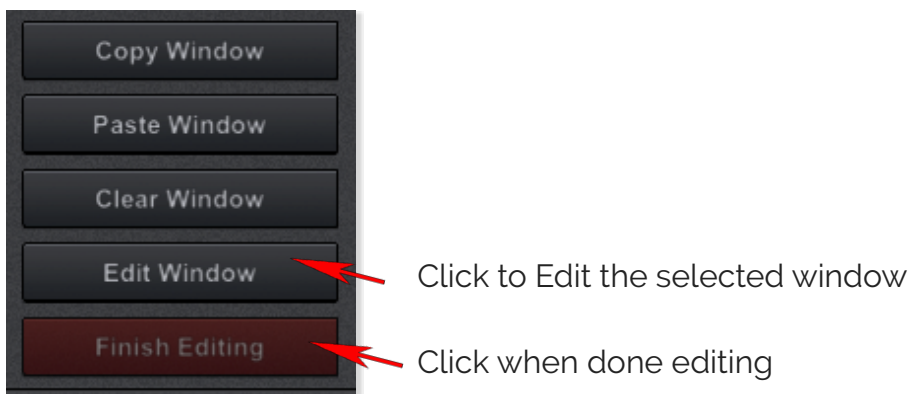 Copy Window
Paste Window
Clear Window
Edit Window
Click to Edit the selected window
Finish Editing
Click when done editing